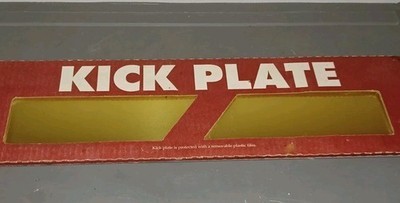 KICK PLATE
Kick plate is protected with a removable plastic film.